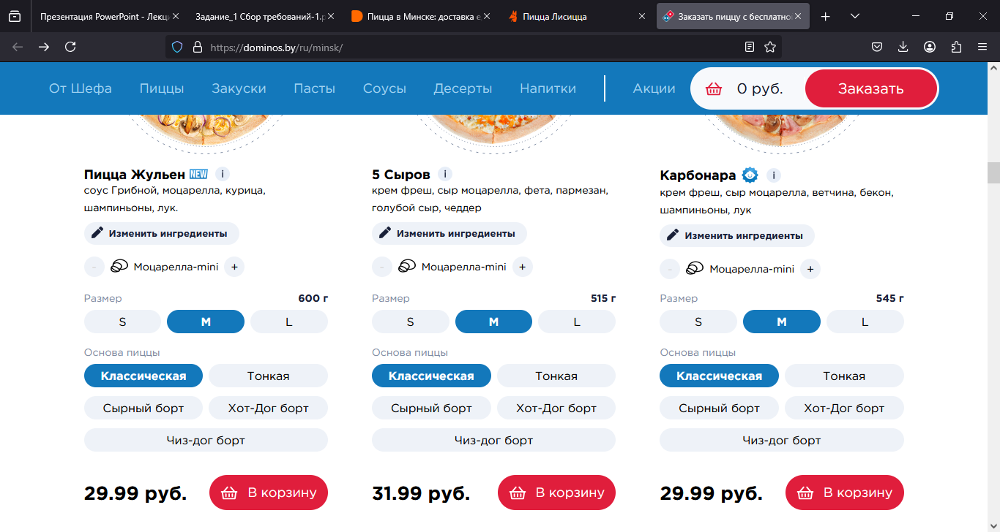 Презентация PowerPoint - Лекц
Задание_1 Сбор требований-1.p
Пицца в Минске: доставка е
Пицца Лисицца
Заказать пиццу с бесплатно
https://dominos.by/ru/minsk/
От Шефа Пиццы Закуски Пасты Соусы Десерты Напитки Акции 0 руб. Заказать
Пицца Жульен NEW i
соус Грибной, моцарелла, курица,
шампиньоны, лук.
Изменить ингредиенты
- Моцарелла-mini +
Размер 600 г
S M L
Основа пиццы
Классическая Тонкая
Сырный борт Хот-Дог борт
Чиз-дог борт
29.99 руб. В корзину
5 Сыров i
крем фреш, сыр моцарелла, фета, пармезан,
голубой сыр, чеддер
Изменить ингредиенты
- Моцарелла-mini +
Размер 515 г
S M L
Основа пиццы
Классическая Тонкая
Сырный борт Хот-Дог борт
Чиз-дог борт
31.99 руб. В корзину
Карбонара i
крем фреш, сыр моцарелла, ветчина, бекон,
шампиньоны, лук
Изменить ингредиенты
- Моцарелла-mini +
Размер 545 г
S M L
Основа пиццы
Классическая Тонкая
Сырный борт Хот-Дог борт
Чиз-дог борт
29.99 руб. В корзину